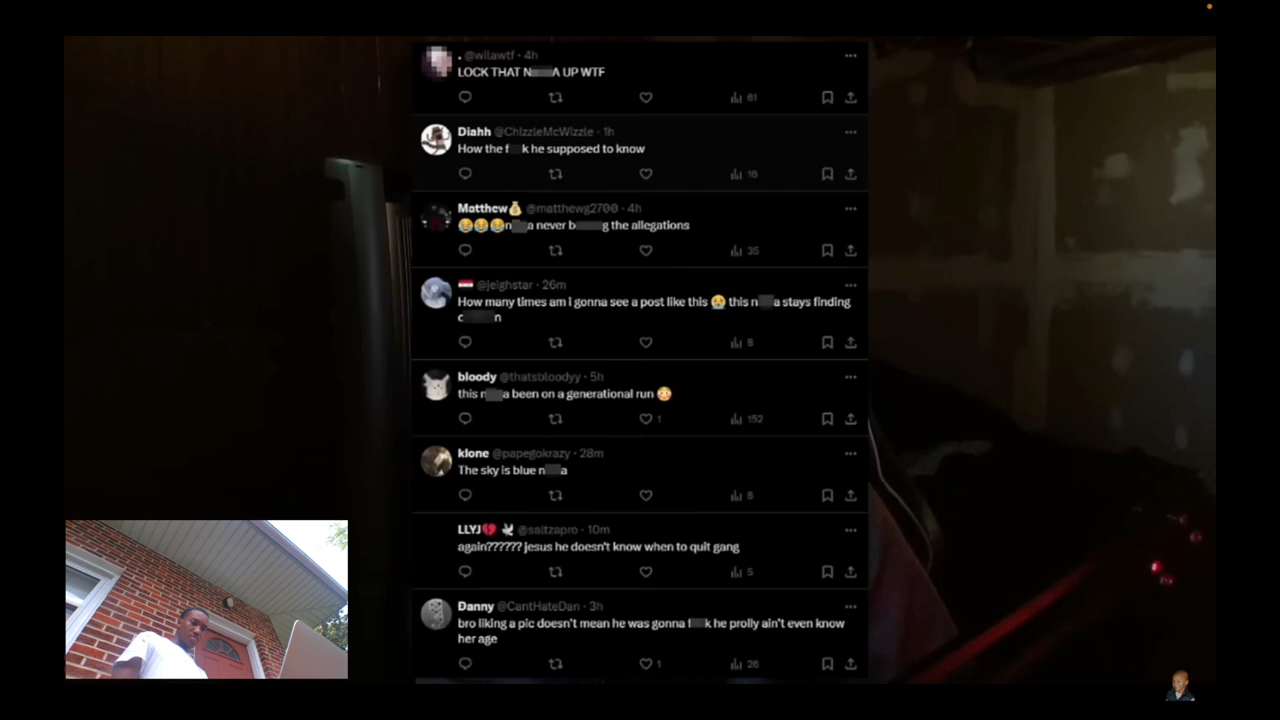 . @wilawtf · 4h
LOCK THAT N A UP WTF
61
Diahh @ChizzleMcWizzle · 1h
How the f k he supposed to know
16
Matthew💰 @matthewg2700 · 4h
😂😂😂n a never b g the allegations
35
🇾🇪 @jeighstar · 26m
How many times am i gonna see a post like this 😭 this n a stays finding
c n
8
bloody @thatsbloodyy · 5h
this n a been on a generational run 😳
1 152
klone @papegokrazy · 28m
The sky is blue n a
8
LLYJ💔 🕊 @saltzapro · 10m
again?????? jesus he doesn't know when to quit gang
5
Danny @CantHateDan · 3h
bro liking a pic doesn't mean he was gonna f k he prolly ain't even know
her age
1 26